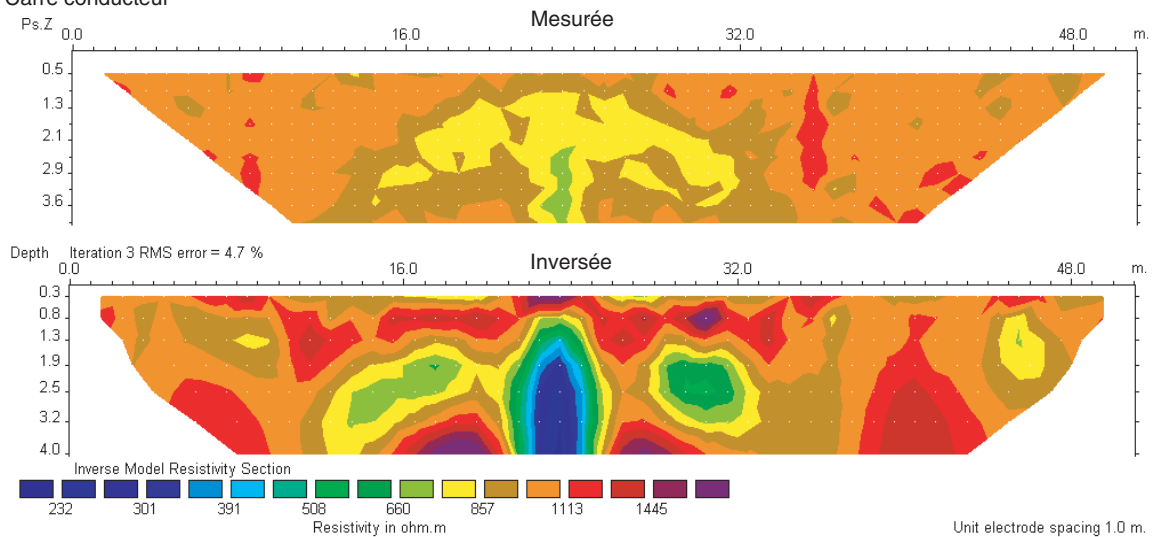 Carré conducteur
Ps.Z
Mesurée
0.0 16.0 32.0 48.0 m.
0.5
1.3
2.1
2.9
3.6
Depth Iteration 3 RMS error = 4.7 %
Inversée
0.0 16.0 32.0 48.0 m.
0.3
0.8
1.3
1.9
2.5
3.2
4.0
Inverse Model Resistivity Section
232 301 391 508 660 857 1113 1445
Resistivity in ohm.m
Unit electrode spacing 1.0 m.